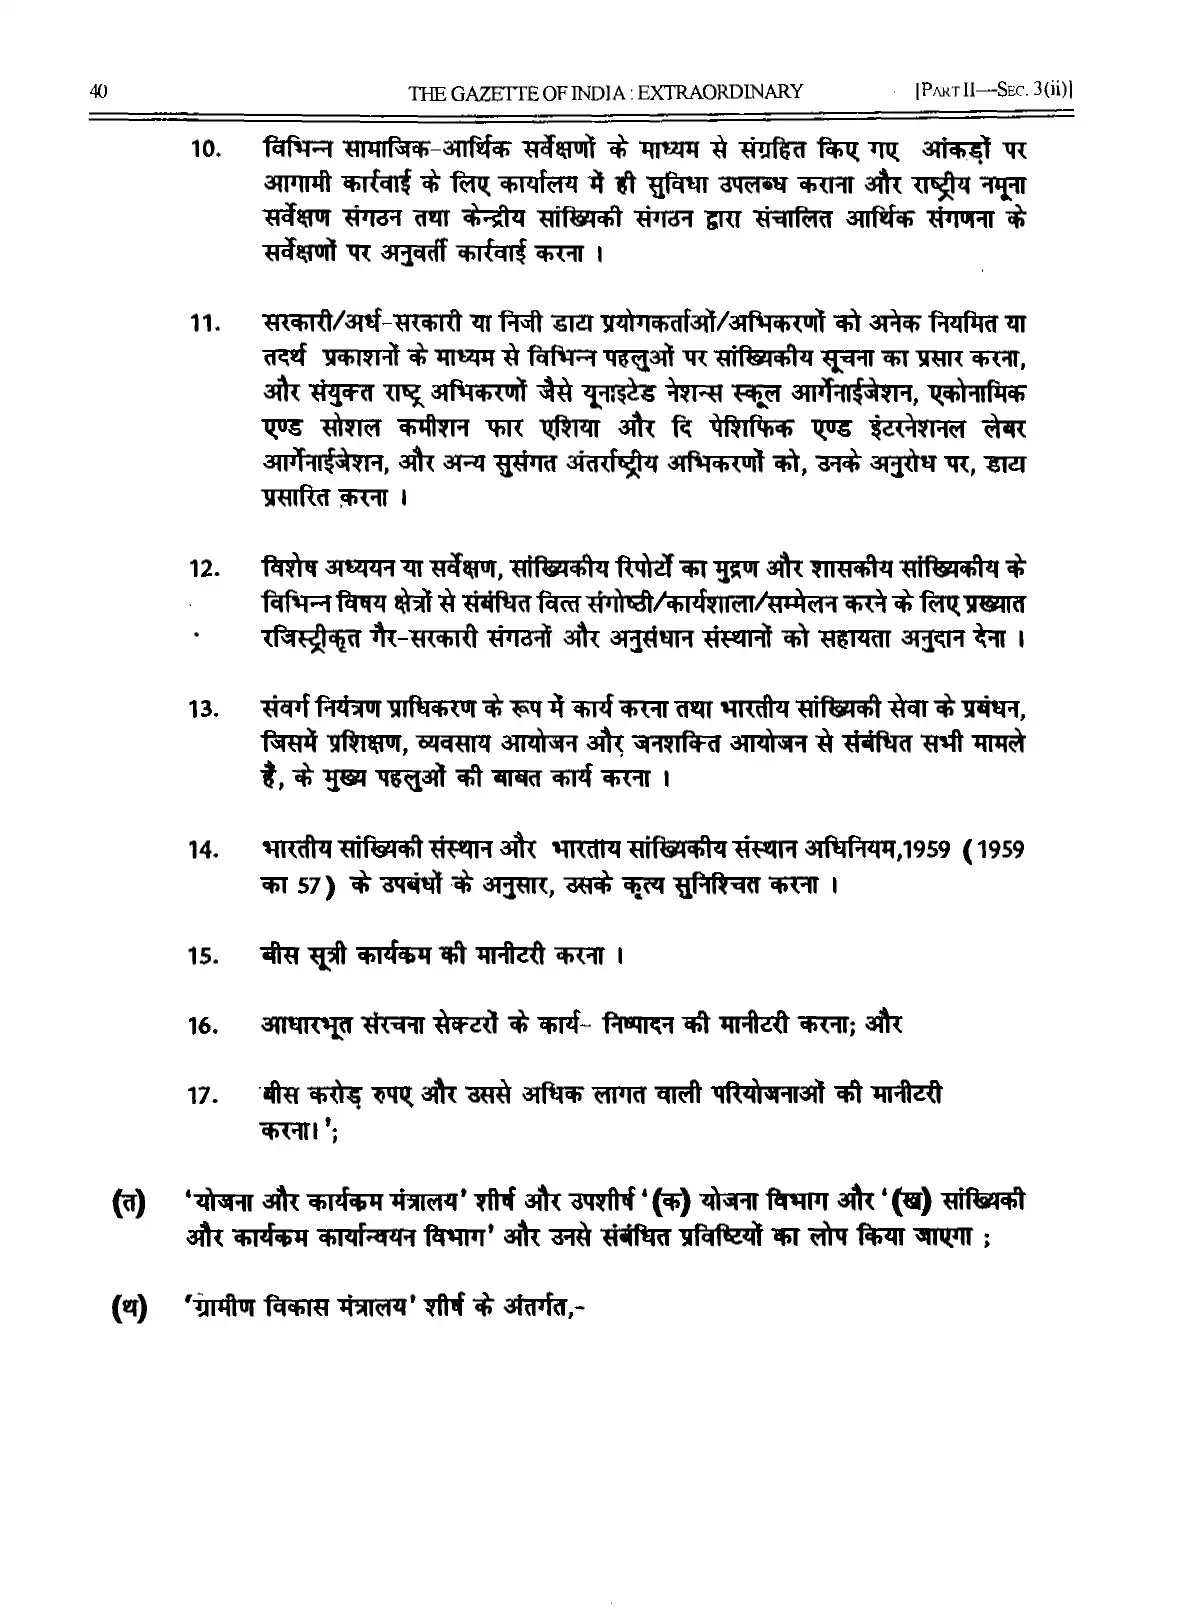 40
THE GAZETTE OF INDIA : EXTRAORDINARY
[PART II—SEC. 3(ii)]
10. विभिन्न सामाजिक-आर्थिक सर्वेक्षणों के माध्यम से संग्रहित किए गए आंकड़ों पर
आगामी कार्रवाई के लिए कार्यालय में ही सुविधा उपलब्ध कराना और राष्ट्रीय नमूना
सर्वेक्षण संगठन तथा केन्द्रीय सांख्यिकी संगठन द्वारा संचालित आर्थिक संगणना के
सर्वेक्षणों पर अनुवर्ती कार्रवाई करना ।
11. सरकारी/अर्ध-सरकारी या निजी डाटा प्रयोगकर्ताओं/अभिकरणों को अनेक नियमित या
तदर्थ प्रकाशनों के माध्यम से विभिन्न पहलुओं पर सांख्यिकीय सूचना का प्रसार करना,
और संयुक्त राष्ट्र अभिकरणों जैसे यूनाइटेड नेशन्स स्कूल आर्गेनाईजेशन, एकोनामिक
एण्ड सोशल कमीशन फार एशिया और दि पेशिफिक एण्ड इंटरनेशनल लेबर
आर्गेनाईजेशन, और अन्य सुसंगत अंतर्राष्ट्रीय अभिकरणों को, उनके अनुरोध पर, डाटा
प्रसारित करना ।
12. विशेष अध्ययन या सर्वेक्षण, सांख्यिकीय रिपोर्टों का मुद्रण और शासकीय सांख्यिकीय के
विभिन्न विषय क्षेत्रों से संबंधित वित्त संगोष्ठी/कार्यशाला/सम्मेलन करने के लिए प्रख्यात
रजिस्ट्रीकृत गैर-सरकारी संगठनों और अनुसंधान संस्थानों को सहायता अनुदान देना ।
13. संवर्ग नियंत्रण प्राधिकरण के रूप में कार्य करना तथा भारतीय सांख्यिकी सेवा के प्रबंधन,
जिसमें प्रशिक्षण, व्यवसाय आयोजन और जनशक्ति आयोजन से संबंधित सभी मामले
हैं, के मुख्य पहलुओं की बाबत कार्य करना ।
14. भारतीय सांख्यिकी संस्थान और भारतीय सांख्यिकीय संस्थान अधिनियम,1959 (1959
का 57) के उपबंधों के अनुसार, उसके कृत्य सुनिश्चित करना ।
15. बीस सूत्री कार्यक्रम की मानीटरी करना ।
16. आधारभूत संरचना सेक्टरों के कार्य- निष्पादन की मानीटरी करना; और
17. बीस करोड़ रुपए और उससे अधिक लागत वाली परियोजनाओं की मानीटरी
करना। ';
(त) 'योजना और कार्यक्रम मंत्रालय' शीर्ष और उपशीर्ष '(क) योजना विभाग और '(ख) सांख्यिकी
और कार्यक्रम कार्यान्वयन विभाग' और उनसे संबंधित प्रविष्टियों का लोप किया जाएगा ;
(थ) 'ग्रामीण विकास मंत्रालय' शीर्ष के अंतर्गत,-